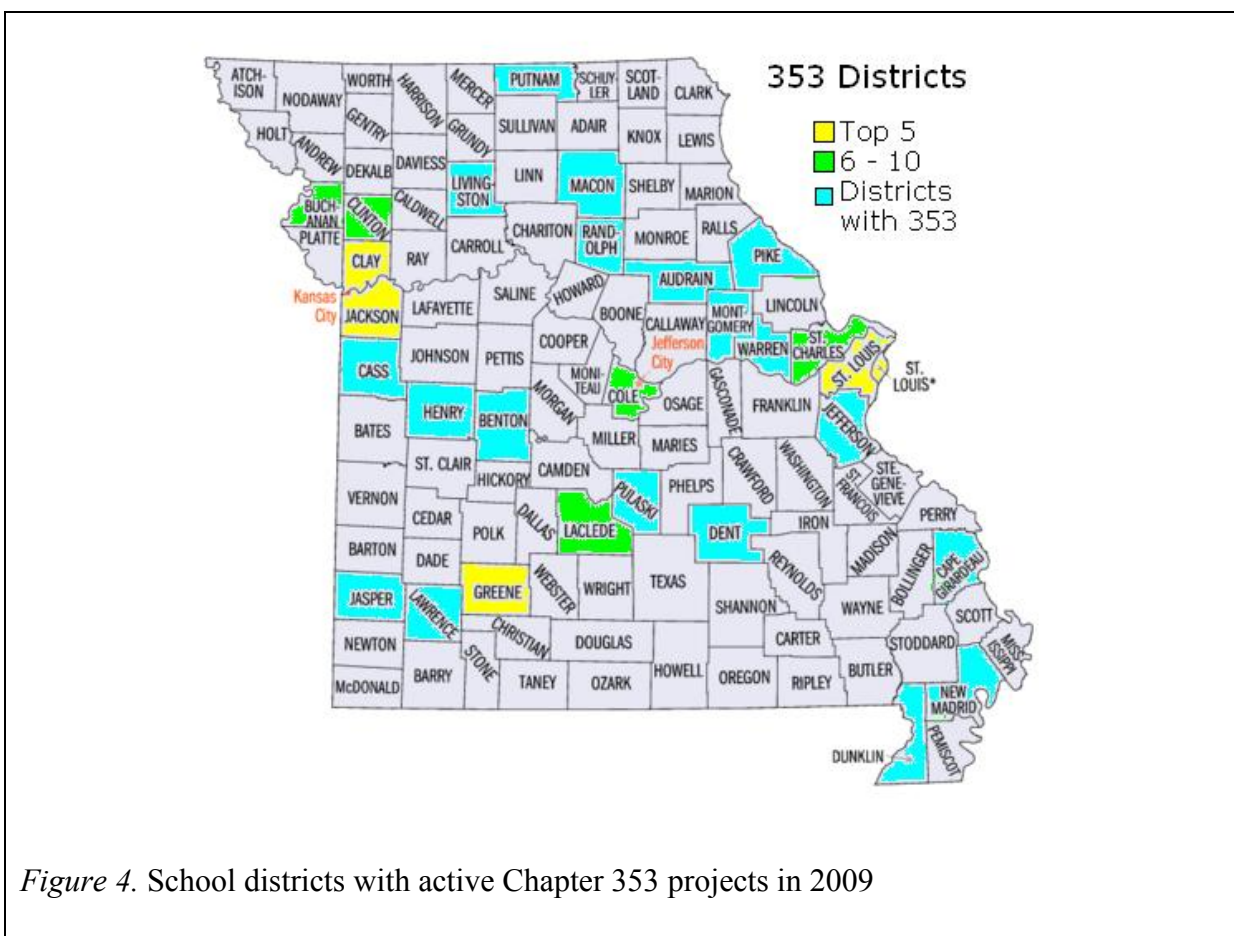 353 Districts
Top 5
6 - 10
Districts
with 353
ATCH-
ISON
NODAWAY
WORTH
HARRISON
MERCER
PUTNAM
SCHUY
LER
SCOT-
LAND
CLARK
HOLT
GENTRY
GRUNDY
SULLIVAN
ADAIR
KNOX
LEWIS
ANDREW
DEKALB
DAVIESS
LIVING-
STON
LINN
MACON
SHELBY
MARION
BUCH-
ANAN
CLINTON
CALDWELL
CHARITON
RAND-
OLPH
MONROE
RALLS
PLATTE
CLAY
RAY
CARROLL
PIKE
AUDRAIN
Kansas
City
JACKSON
LAFAYETTE
SALINE
HOWARD
BOONE
CALLAWAY
MONT
GOMERY
LINCOLN
Jefferson
City
WARREN
ST.
CHARLES
ST. LOUIS
ST.
LOUIS*
CASS
JOHNSON
PETTIS
COOPER
MONI-
TEAU
COLE
OSAGE
GASCONADE
FRANKLIN
JEFFERSON
HENRY
BENTON
MORGAN
MILLER
MARIES
BATES
ST. CLAIR
HICKORY
CAMDEN
PULASKI
PHELPS
CRAWFORD
WASHINGTON
ST.
FRANCOIS
STE.
GENE-
VIEVE
VERNON
CEDAR
POLK
DALLAS
LACLEDE
DENT
IRON
MADISON
PERRY
BARTON
DADE
GREENE
WEBSTER
WRIGHT
TEXAS
REYNOLDS
BOLLINGER
CAPE
GIRARDEAU
JASPER
LAWRENCE
SHANNON
WAYNE
SCOTT
NEWTON
CHRISTIAN
DOUGLAS
CARTER
STODDARD
MISS-
ISSIPPI
McDONALD
BARRY
STONE
TANEY
OZARK
HOWELL
OREGON
RIPLEY
BUTLER
NEW
MADRID
DUNKLIN
PEMISCOT
Figure 4. School districts with active Chapter 353 projects in 2009